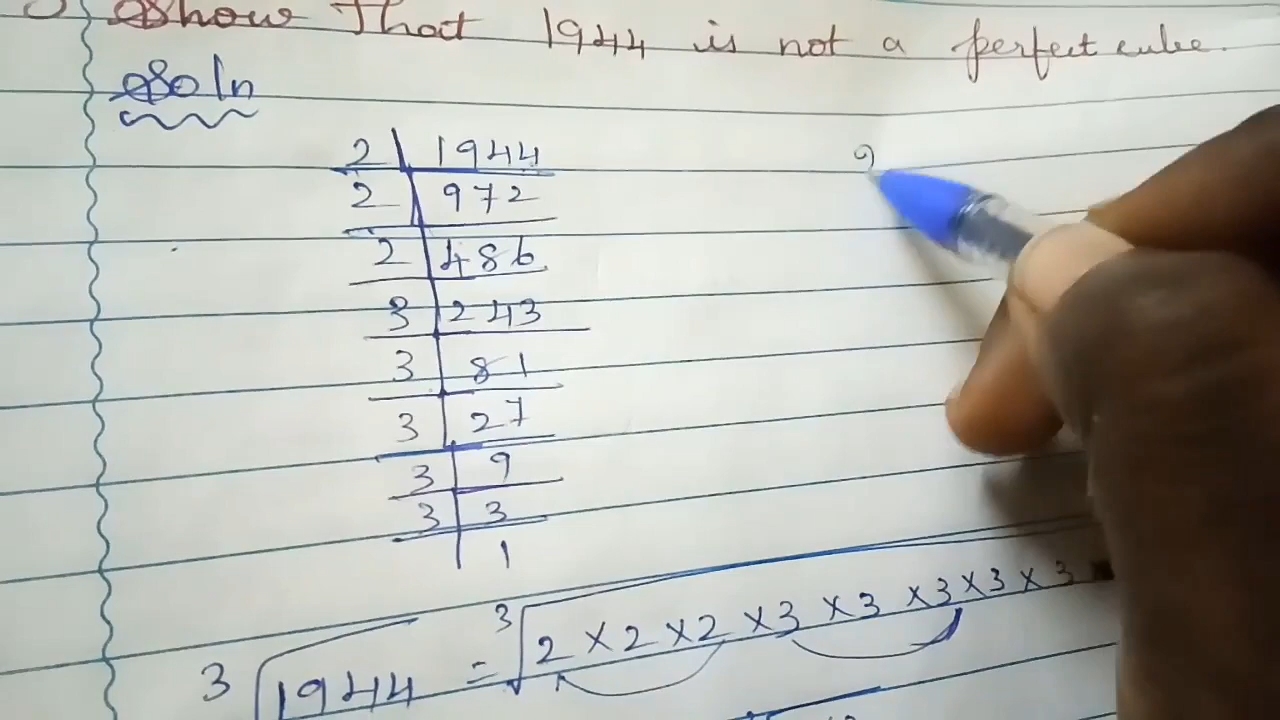 Show That 1944 is not a perfect cube.
Soln
2 | 1944
2 | 972
2 | 486
3 | 243
3 | 81
3 | 27
3 | 9
3 | 3
| 1
3√1944 = 3√2 × 2 × 2 × 3 × 3 × 3 × 3 × 3